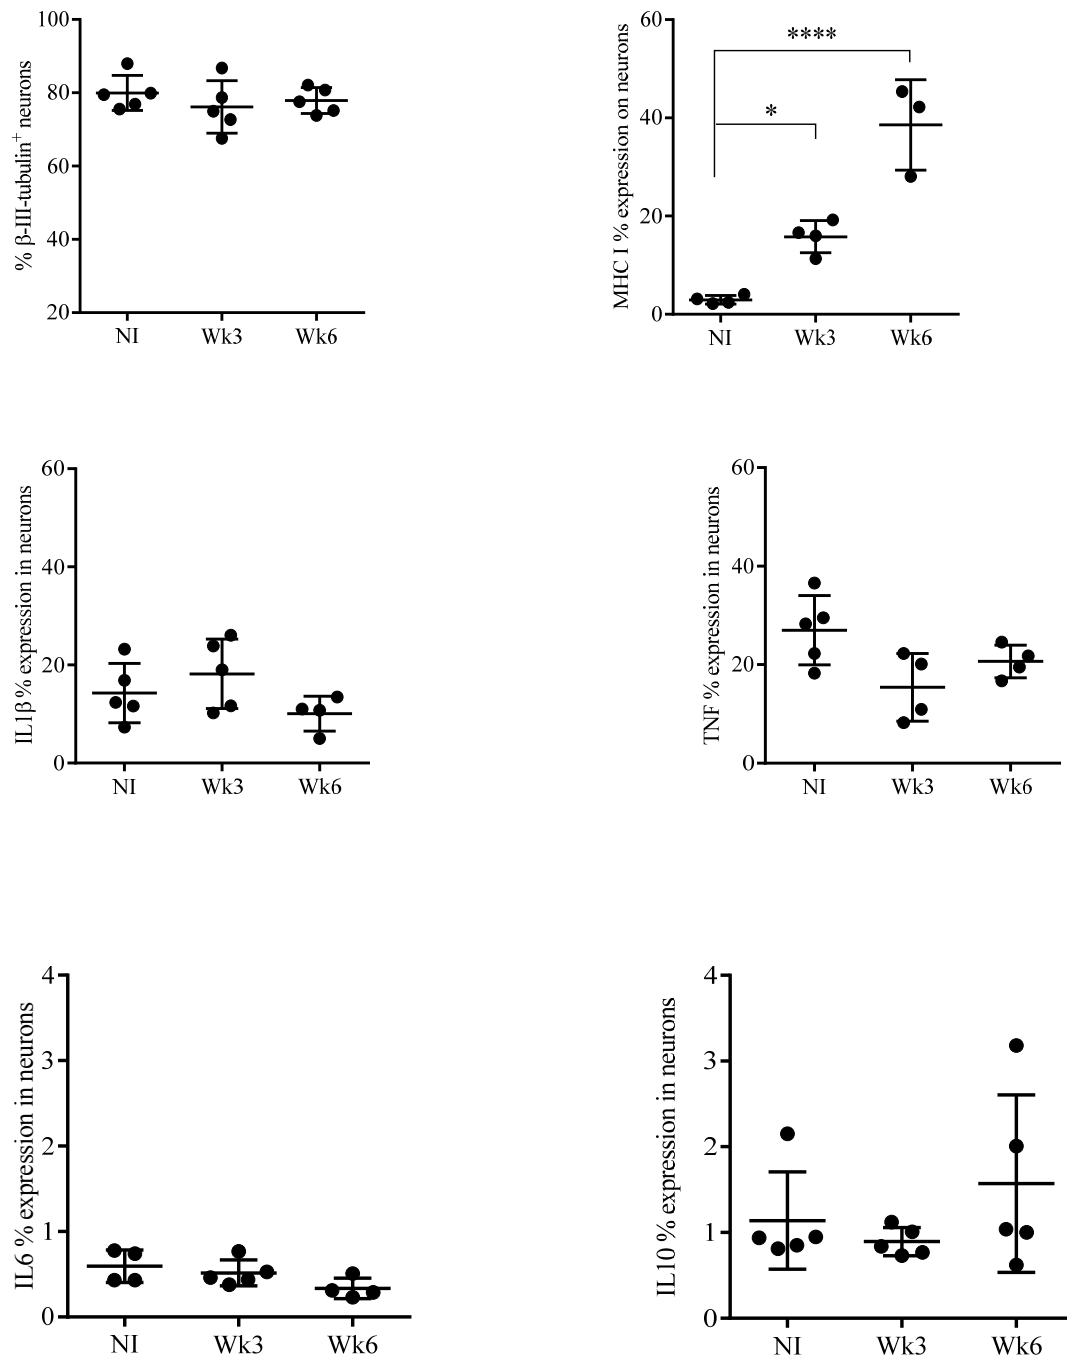 % β-III-tubulin⁺ neurons
100
80
60
40
20
NI Wk3 Wk6
MHC I % expression on neurons
60
40
20
0
****
*
NI Wk3 Wk6
IL1β % expression in neurons
60
40
20
0
NI Wk3 Wk6
TNF % expression in neurons
60
40
20
0
NI Wk3 Wk6
IL6 % expression in neurons
4
3
2
1
0
NI Wk3 Wk6
IL10 % expression in neurons
4
3
2
1
0
NI Wk3 Wk6